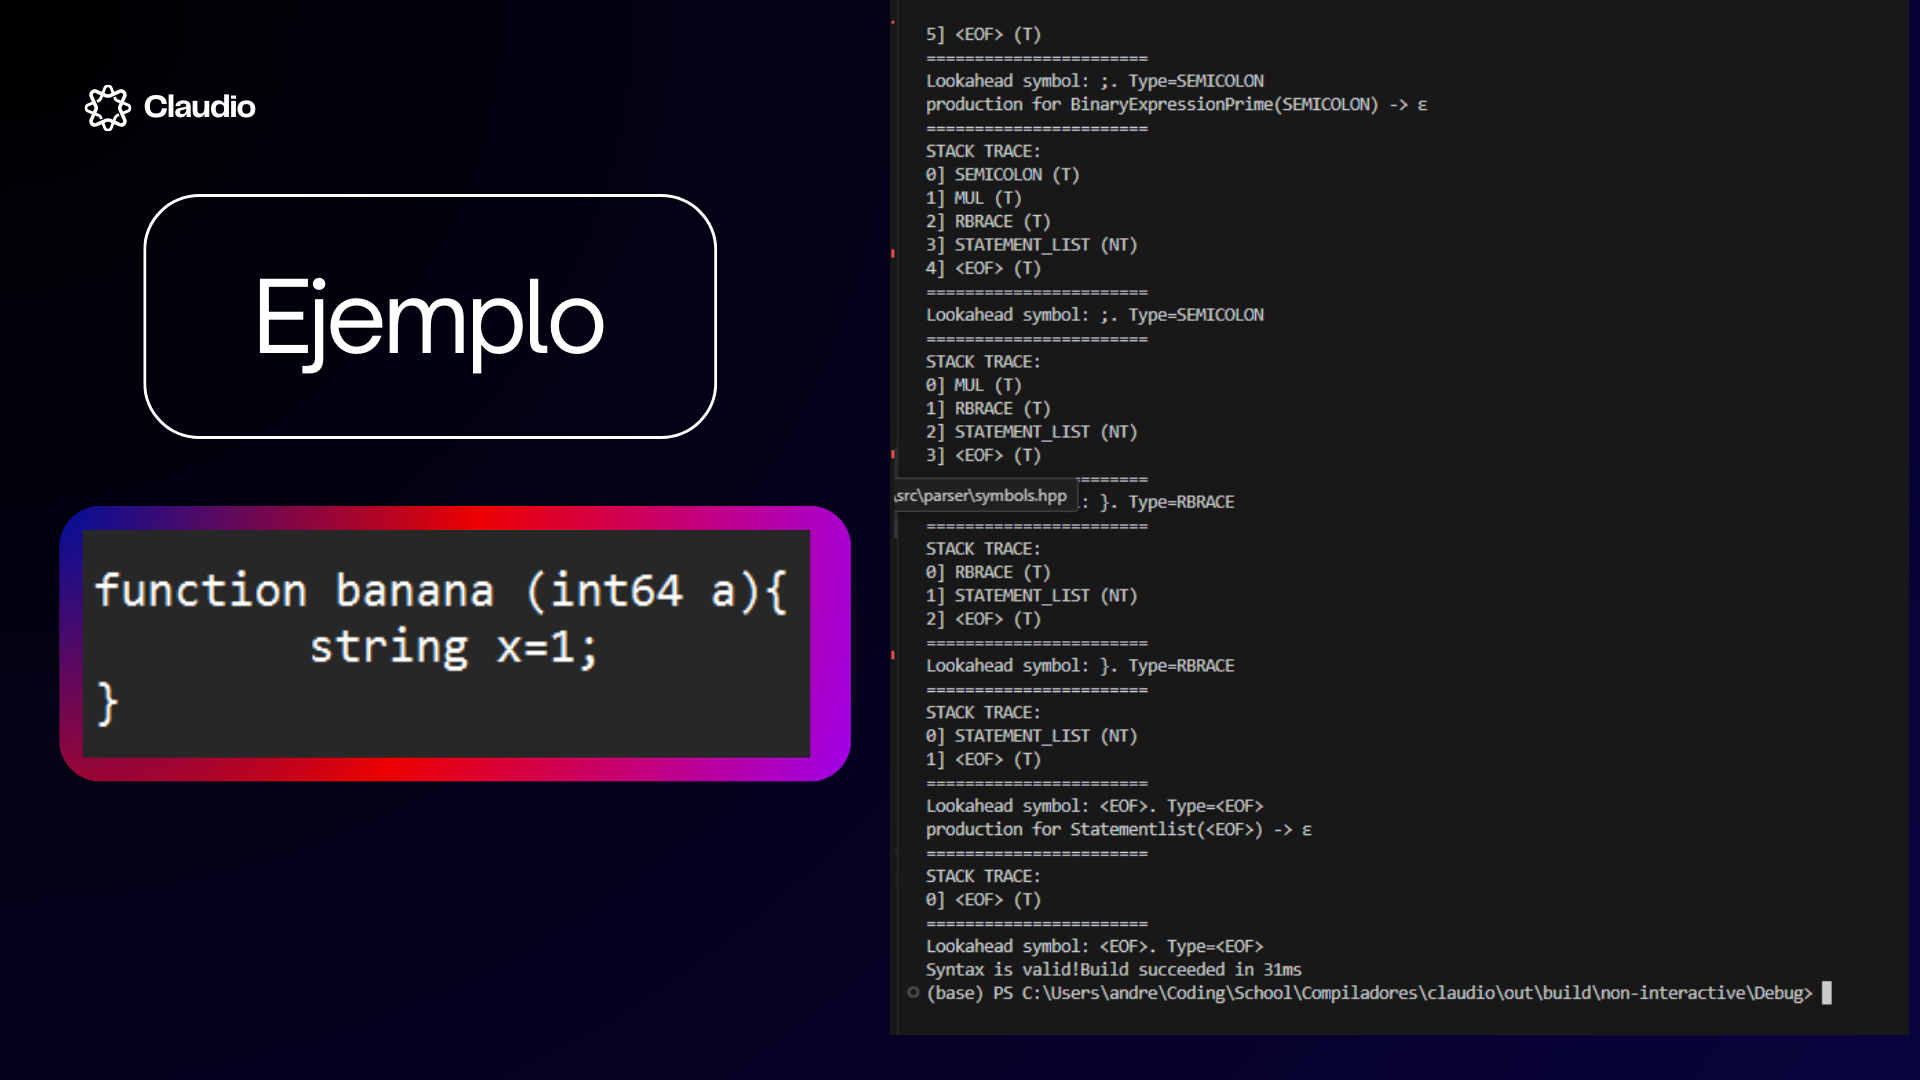 Claudio
Ejemplo
function banana (int64 a){
string x=1;
}
5] <EOF> (T)
=======================
Lookahead symbol: ;. Type=SEMICOLON
production for BinaryExpressionPrime(SEMICOLON) -> ε
=======================
STACK TRACE:
0] SEMICOLON (T)
1] MUL (T)
2] RBRACE (T)
3] STATEMENT_LIST (NT)
4] <EOF> (T)
=======================
Lookahead symbol: ;. Type=SEMICOLON
=======================
STACK TRACE:
0] MUL (T)
1] RBRACE (T)
2] STATEMENT_LIST (NT)
3] <EOF> (T)
=======
\src\parser\symbols.hpp
: }. Type=RBRACE
=======================
STACK TRACE:
0] RBRACE (T)
1] STATEMENT_LIST (NT)
2] <EOF> (T)
=======================
Lookahead symbol: }. Type=RBRACE
=======================
STACK TRACE:
0] STATEMENT_LIST (NT)
1] <EOF> (T)
=======================
Lookahead symbol: <EOF>. Type=<EOF>
production for Statementlist(<EOF>) -> ε
=======================
STACK TRACE:
0] <EOF> (T)
=======================
Lookahead symbol: <EOF>. Type=<EOF>
Syntax is valid!Build succeeded in 31ms
(base) PS C:\Users\andre\Coding\School\Compiladores\claudio\out\build\non-interactive\Debug>